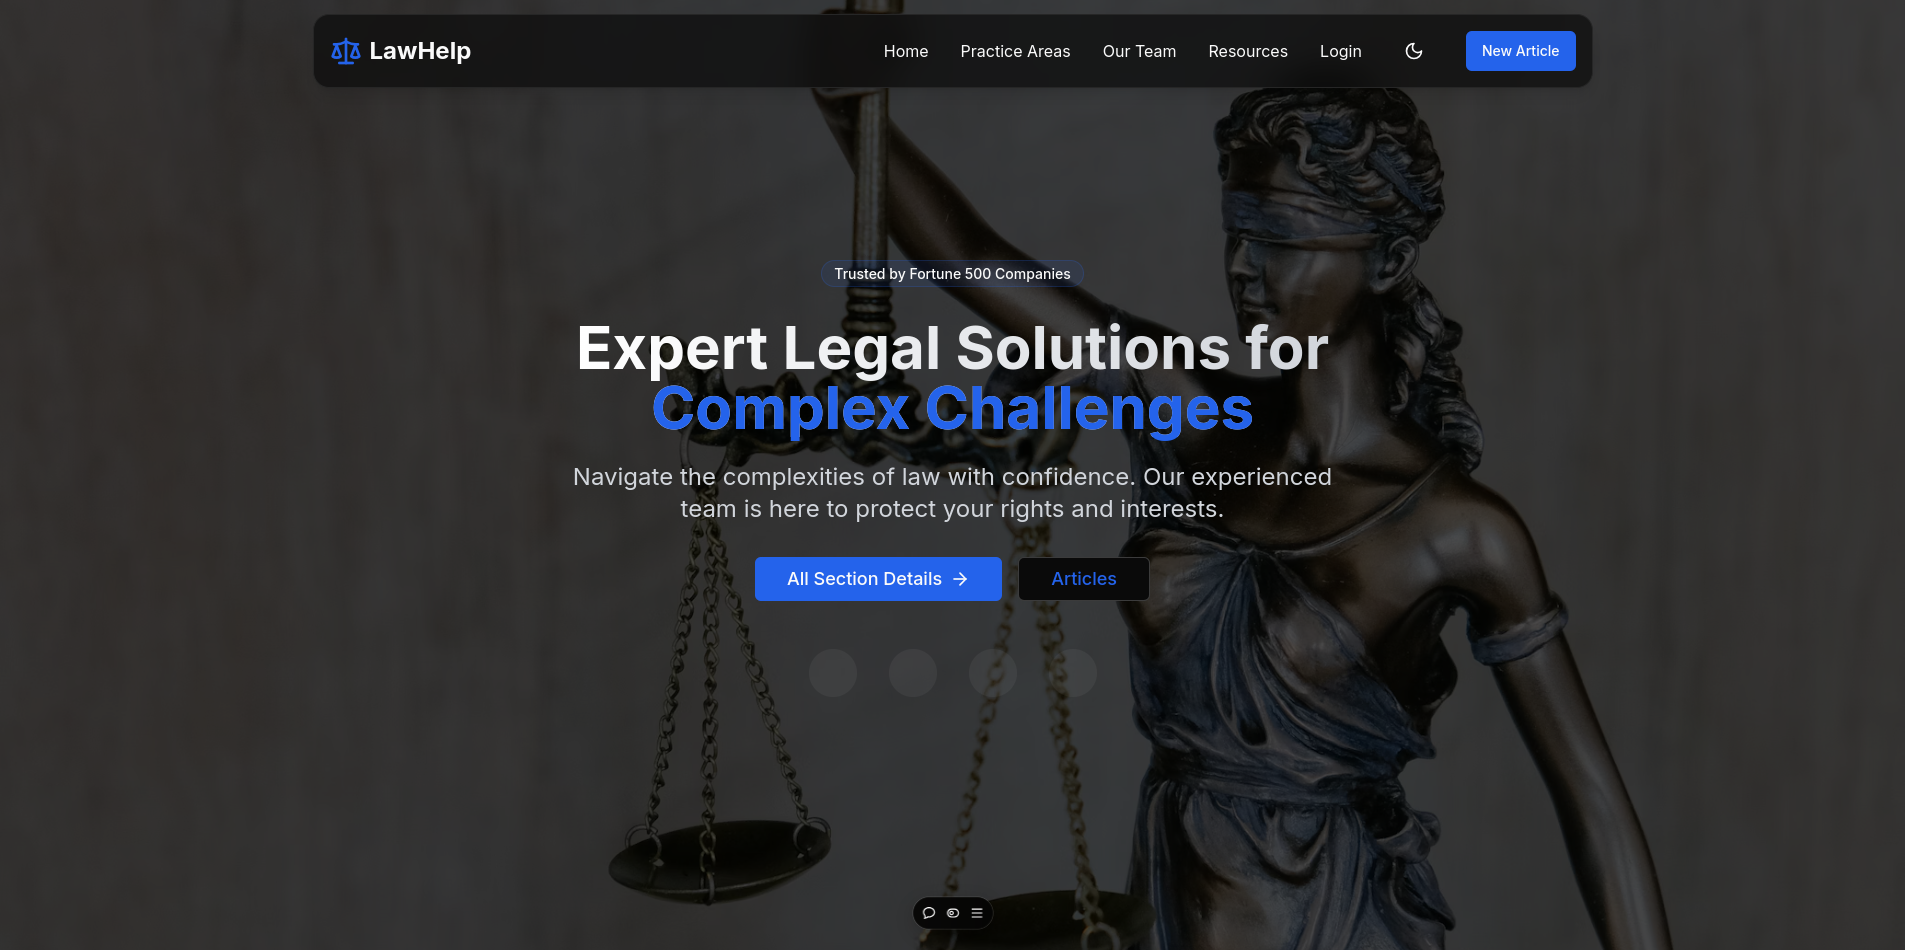 LawHelp
Home
Practice Areas
Our Team
Resources
Login
New Article
Trusted by Fortune 500 Companies
Expert Legal Solutions for
Complex Challenges
Navigate the complexities of law with confidence. Our experienced
team is here to protect your rights and interests.
All Section Details
Articles